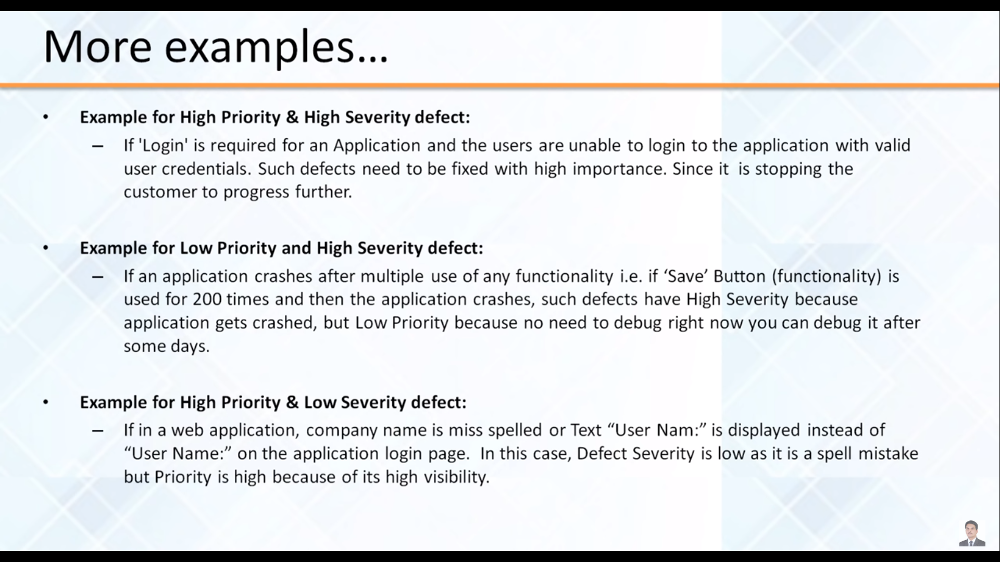 More examples...
• Example for High Priority & High Severity defect:
– If 'Login' is required for an Application and the users are unable to login to the application with valid
user credentials. Such defects need to be fixed with high importance. Since it  is stopping the
customer to progress further.
• Example for Low Priority and High Severity defect:
– If an application crashes after multiple use of any functionality i.e. if ‘Save’ Button (functionality) is
used for 200 times and then the application crashes, such defects have High Severity because
application gets crashed, but Low Priority because no need to debug right now you can debug it after
some days.
• Example for High Priority & Low Severity defect:
– If in a web application, company name is miss spelled or Text “User Nam:” is displayed instead of
“User Name:” on the application login page.  In this case, Defect Severity is low as it is a spell mistake
but Priority is high because of its high visibility.